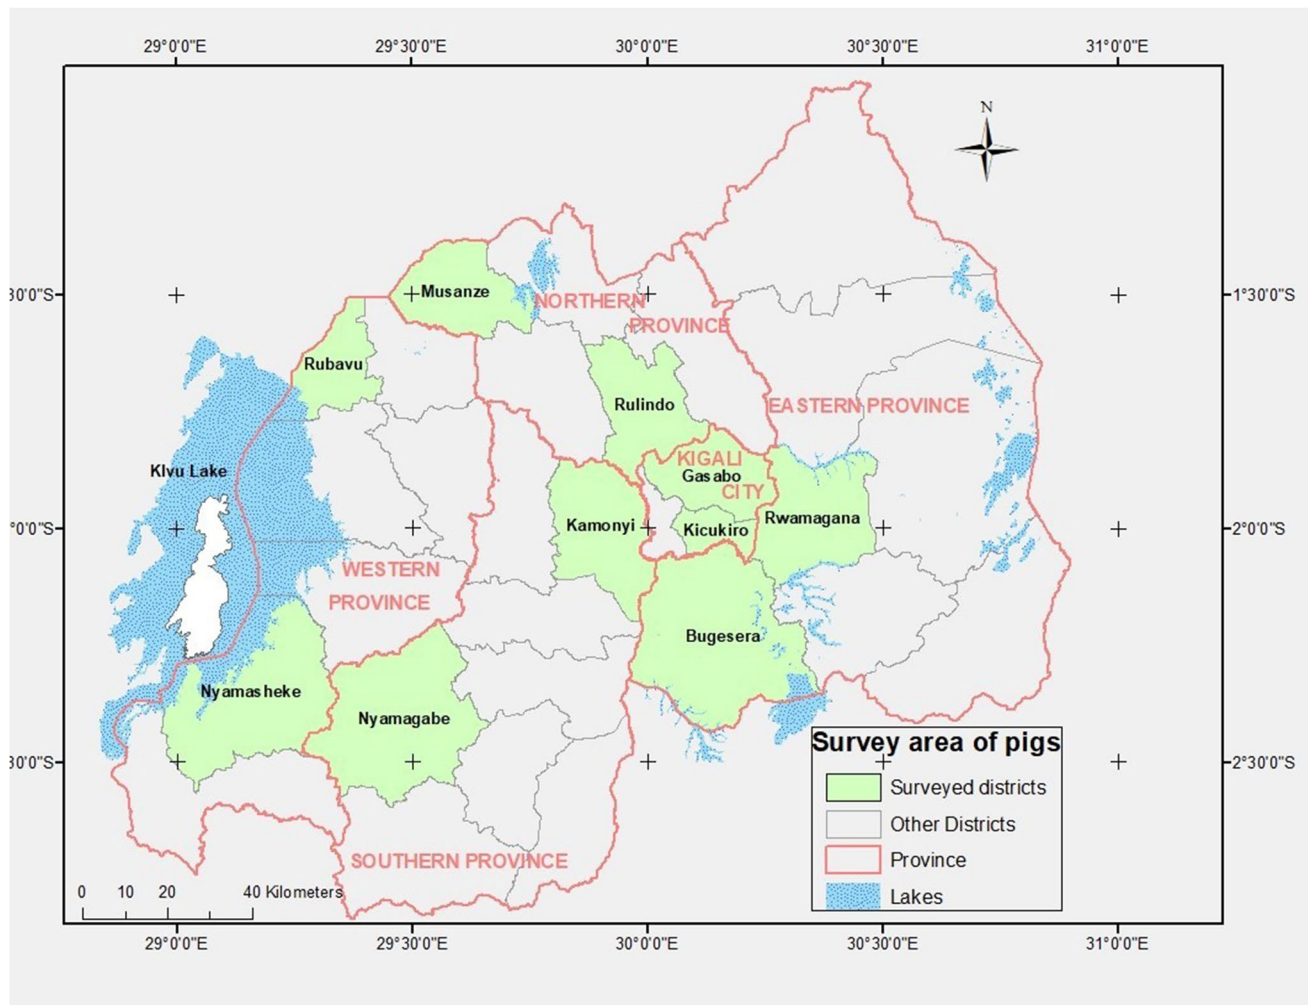 29°0'0"E 29°30'0"E 30°0'0"E 30°30'0"E 31°0'0"E
N
Musanze
30'0"S
1°30'0"S
NORTHERN
PROVINCE
Rubavu
Rulindo
EASTERN PROVINCE
KIGALI
KIvu Lake
Gasabo
CITY
Kamonyi
Kicukiro
Rwamagana
°0'0"S
2°0'0"S
WESTERN
PROVINCE
Bugesera
Nyamasheke
Nyamagabe
30'0"S
2°30'0"S
Survey area of pigs
Surveyed districts
Other Districts
Province
Lakes
SOUTHERN PROVINCE
0 10 20 40 Kilometers
29°0'0"E 29°30'0"E 30°0'0"E 30°30'0"E 31°0'0"E